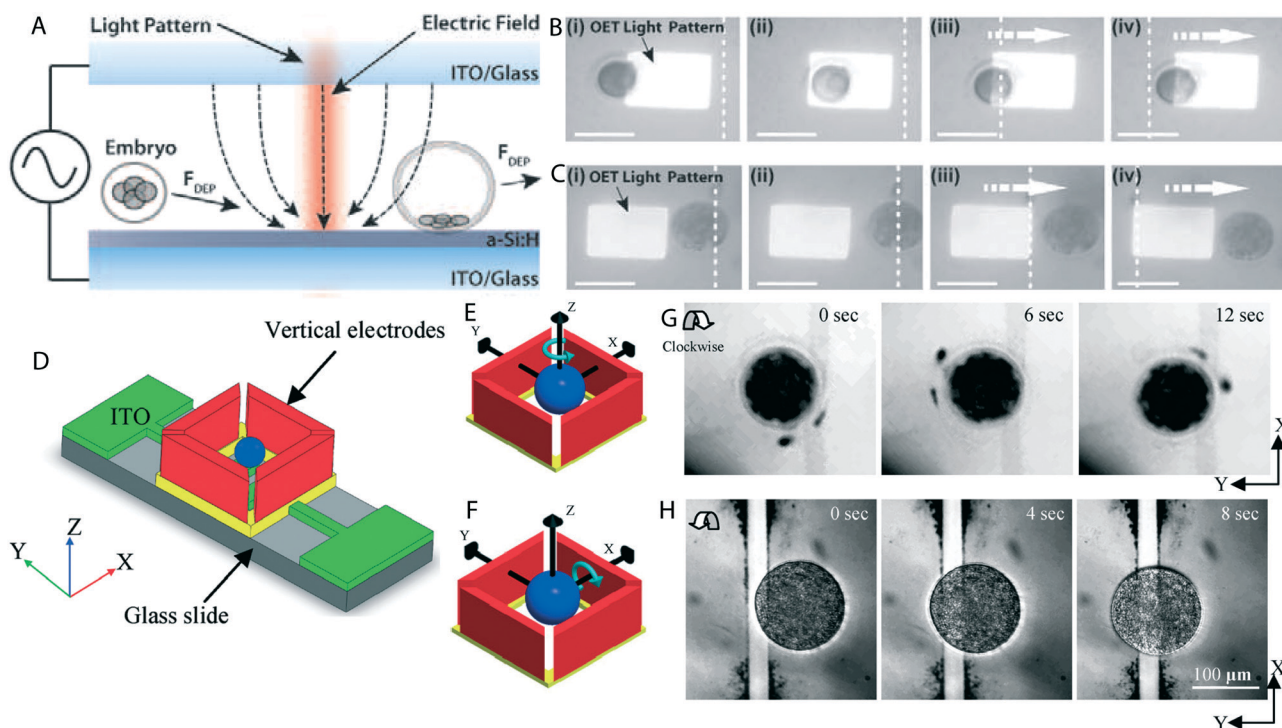 A
Light Pattern
Electric Field
ITO/Glass
Embryo
F_DEP
F_DEP
a-Si:H
ITO/Glass
B
(i) OET Light Pattern
(ii)
(iii)
(iv)
C
(i) OET Light Pattern
(ii)
(iii)
(iv)
D
Vertical electrodes
ITO
Z
Y
X
Glass slide
E
Z
Y
X
F
Z
Y
X
G
Clockwise
0 sec
6 sec
12 sec
X
Y
H
0 sec
4 sec
8 sec
100 µm
X
Y